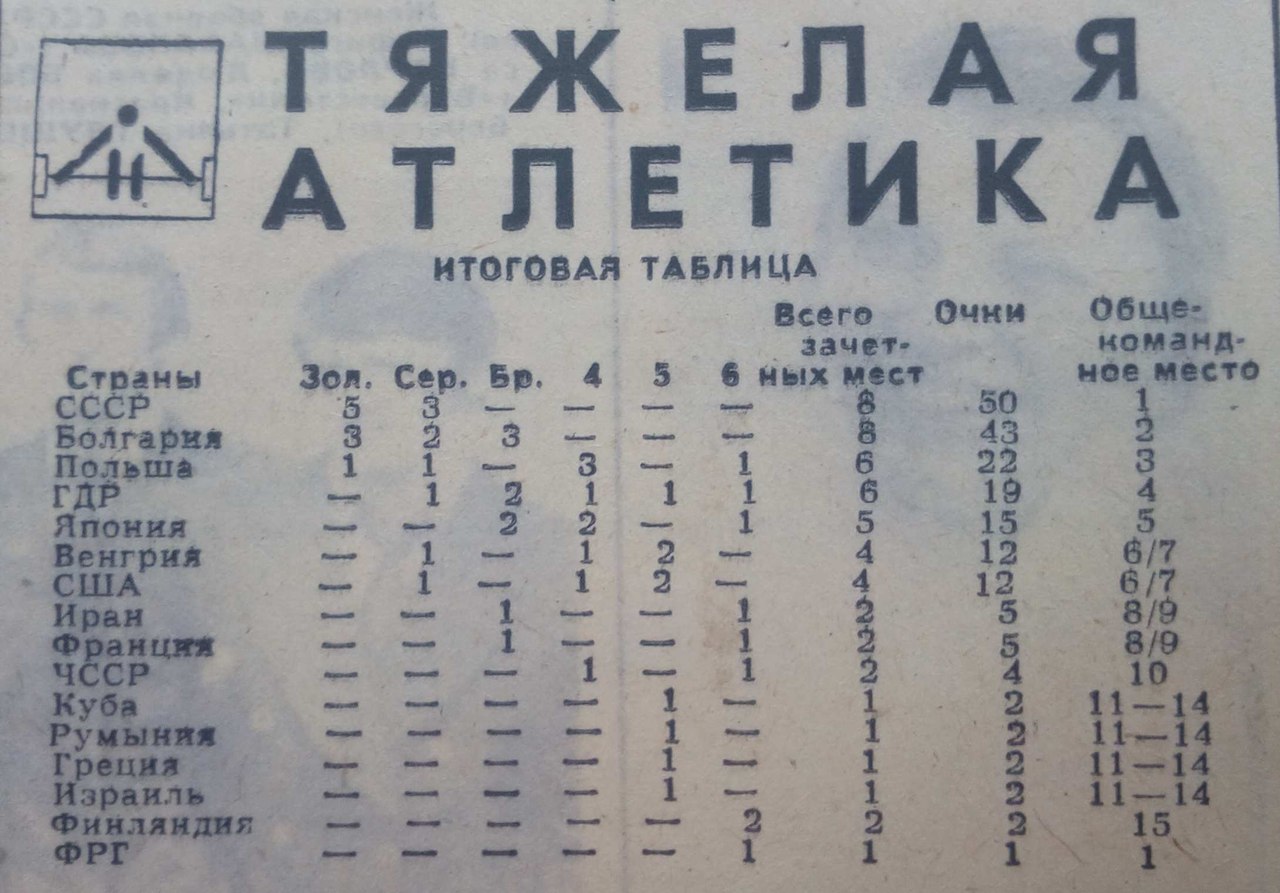 ТЯЖЕЛАЯ
АТЛЕТИКА
ИТОГОВАЯ ТАБЛИЦА
Страны Зол. Сер. Бр. 4 5 6 Всего зачет-ных мест Очки Обще-команд-ное место
СССР 5 3 — — — — 8 50 1
Болгария 3 2 3 — — — 8 43 2
Польша 1 1 — 3 — 1 6 22 3
ГДР — 1 2 1 1 1 6 19 4
Япония — — 2 2 — 1 5 15 5
Венгрия — 1 — 1 2 — 4 12 6/7
США — 1 — 1 2 — 4 12 6/7
Иран — — 1 — — 1 2 5 8/9
Франция — — 1 — — 1 2 5 8/9
ЧССР — — — 1 — 1 2 4 10
Куба — — — — 1 — 1 2 11—14
Румыния — — — — 1 — 1 2 11—14
Греция — — — — 1 — 1 2 11—14
Израиль — — — — 1 — 1 2 11—14
Финляндия — — — — — 2 2 2 15
ФРГ — — — — — 1 1 1 1